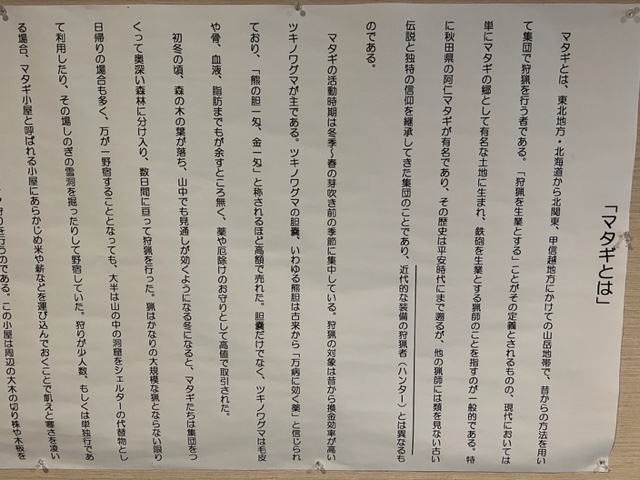 「マタギとは」
マタギとは、東北地方・北海道から北関東、甲信越地方にかけての山岳地帯で、昔からの方法を用い
て集団で狩猟を行う者である。「狩猟を生業とする」ことがその定義とされるものの、現代においては
単にマタギの郷として有名な土地に生まれ、鉄砲を生業とする猟師のことを指すのが一般的である。特
に秋田県の阿仁マタギが有名であり、その歴史は平安時代にまで遡るが、他の猟師には類を見ない古い
伝説と独特の信仰を継承してきた集団のことであり、近代的な装備の狩猟者（ハンター）とは異なるも
のである。
マタギの活動時期は冬季～春の芽吹き前の季節に集中している。狩猟の対象は昔から換金効率が高い
ツキノワグマが主である。ツキノワグマの胆嚢、いわゆる熊胆は古来から「万病に効く薬」と信じられ
ており、「熊の胆一匁、金一匁」と称されるほど高額で売れた。胆嚢だけでなく、ツキノワグマは毛皮
や骨、血液、脂肪までもが余すところ無く、薬や厄除けのお守りとして高値で取引された。
初冬の頃、森の木の葉が落ち、山中でも見通しが効くようになる冬になると、マタギたちは集団をつ
くって奥深い森林に分け入り、数日間に亘って狩猟を行った。猟はかなりの大規模な猟とならない限り
日帰りの場合も多く、万が一野宿することとなっても、大半は山の中の洞窟をシェルターの代替物とし
て利用したり、その場しのぎの雪洞を掘ったりして野宿していた。狩りが少人数、もしくは単独行であ
る場合、マタギ小屋と呼ばれる小屋にあらかじめ米や薪などを運び込んでおくことで飢えと寒さを凌い
狩りを行うのである。この小屋は周辺の大木の切り株や木板を